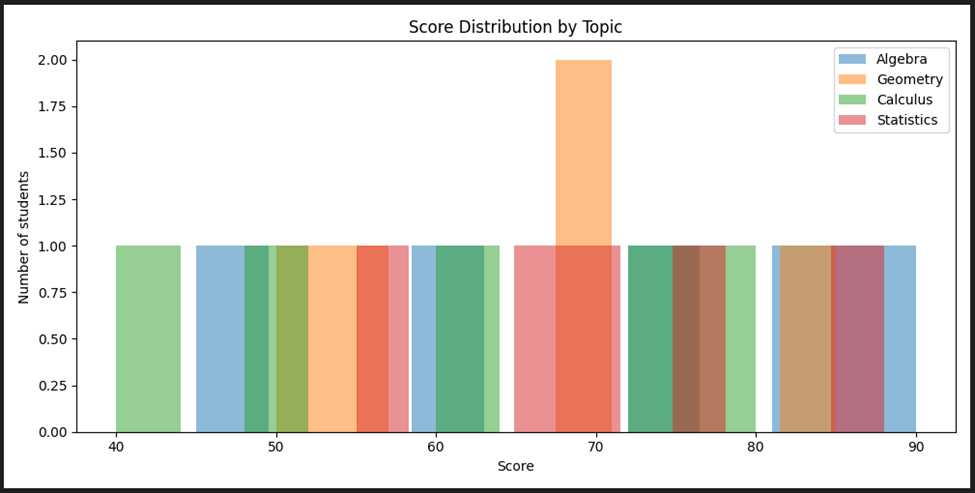 Score Distribution by Topic
2.00
1.75
1.50
1.25
1.00
0.75
0.50
0.25
0.00
Number of students
Algebra
Geometry
Calculus
Statistics
40 50 60 70 80 90
Score